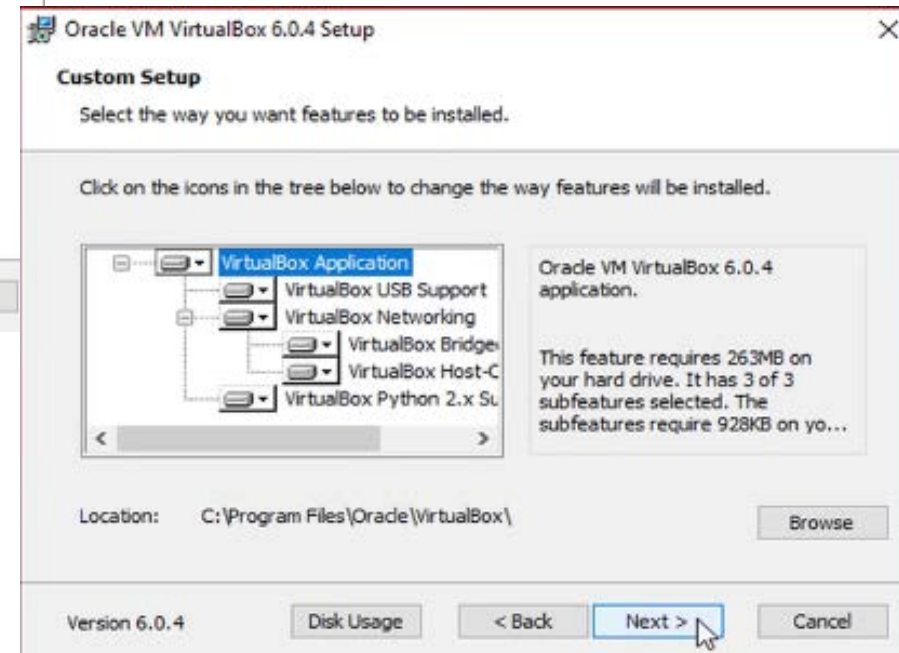 Oracle VM VirtualBox 6.0.4 Setup
Custom Setup
Select the way you want features to be installed.
Click on the icons in the tree below to change the way features will be installed.
VirtualBox Application
VirtualBox USB Support
VirtualBox Networking
VirtualBox Bridge
VirtualBox Host-C
VirtualBox Python 2.x Su
Oracle VM VirtualBox 6.0.4
application.
This feature requires 263MB on
your hard drive. It has 3 of 3
subfeatures selected. The
subfeatures require 928KB on yo...
Location: C:\Program Files\Oracle\VirtualBox\
Browse
Version 6.0.4
Disk Usage
< Back
Next >
Cancel